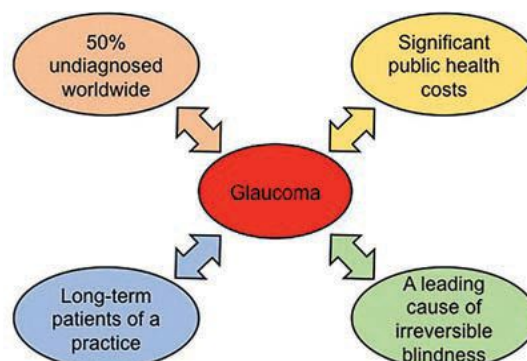 50%
undiagnosed
worldwide
Significant
public health
costs
Glaucoma
Long-term
patients of a
practice
A leading
cause of
irreversible
blindness